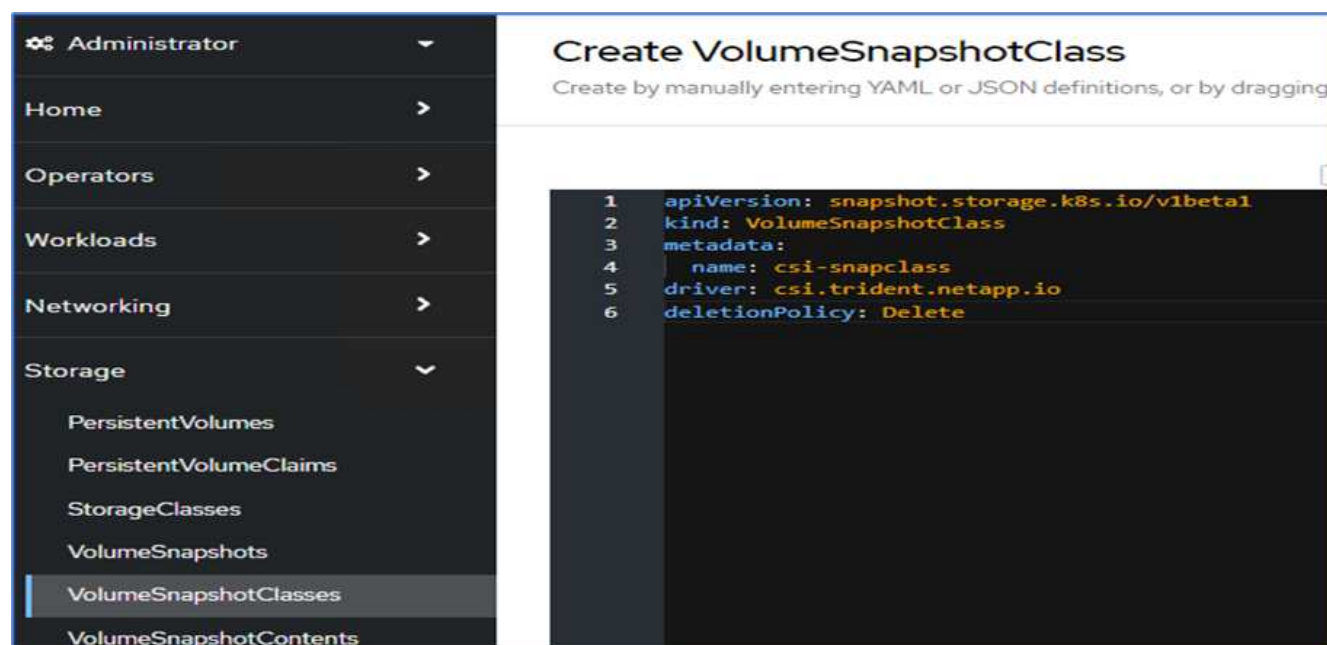 Administrator
Home
Operators
Workloads
Networking
Storage
PersistentVolumes
PersistentVolumeClaims
StorageClasses
VolumeSnapshots
VolumeSnapshotClasses
VolumeSnapshotContents
Create VolumeSnapshotClass
Create by manually entering YAML or JSON definitions, or by dragging
1 apiVersion: snapshot.storage.k8s.io/v1beta1
2 kind: VolumeSnapshotClass
3 metadata:
4 name: csi-snapclass
5 driver: csi.trident.netapp.io
6 deletionPolicy: Delete